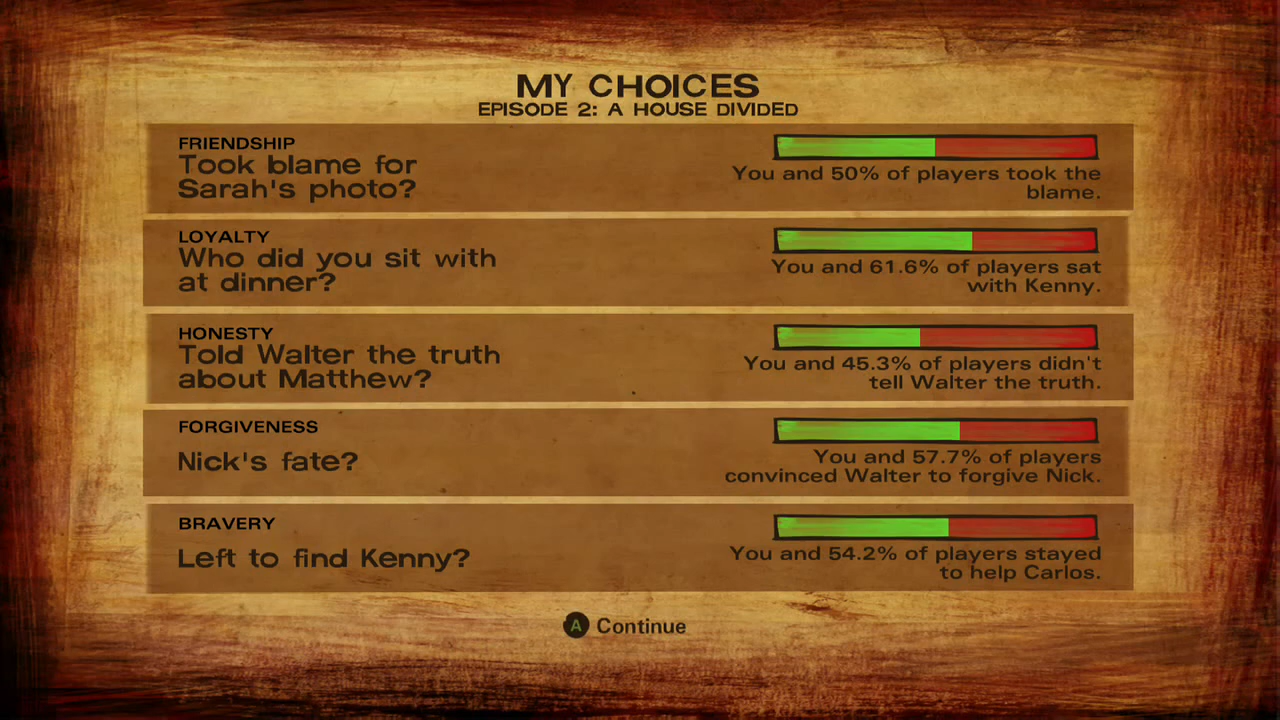 MY CHOICES
EPISODE 2: A HOUSE DIVIDED
FRIENDSHIP
Took blame for
Sarah's photo?
You and 50% of players took the
blame.
LOYALTY
Who did you sit with
at dinner?
You and 61.6% of players sat
with Kenny.
HONESTY
Told Walter the truth
about Matthew?
You and 45.3% of players didn't
tell Walter the truth.
FORGIVENESS
Nick's fate?
You and 57.7% of players
convinced Walter to forgive Nick.
BRAVERY
Left to find Kenny?
You and 54.2% of players stayed
to help Carlos.
A Continue